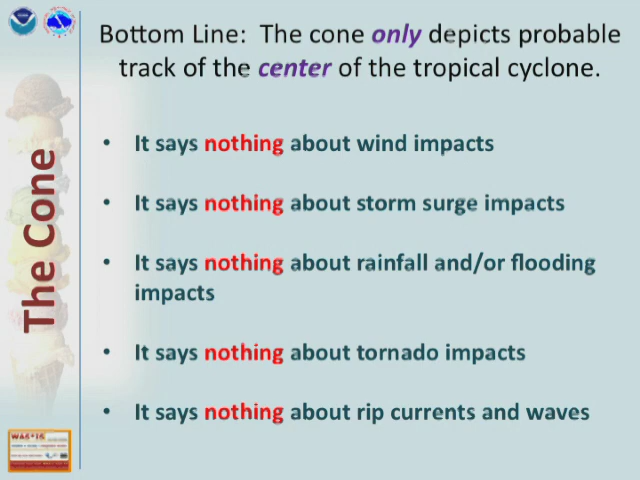 Bottom Line: The cone only depicts probable
track of the center of the tropical cyclone.
The Cone
• It says nothing about wind impacts
• It says nothing about storm surge impacts
• It says nothing about rainfall and/or flooding
impacts
• It says nothing about tornado impacts
• It says nothing about rip currents and waves
WAS*IS